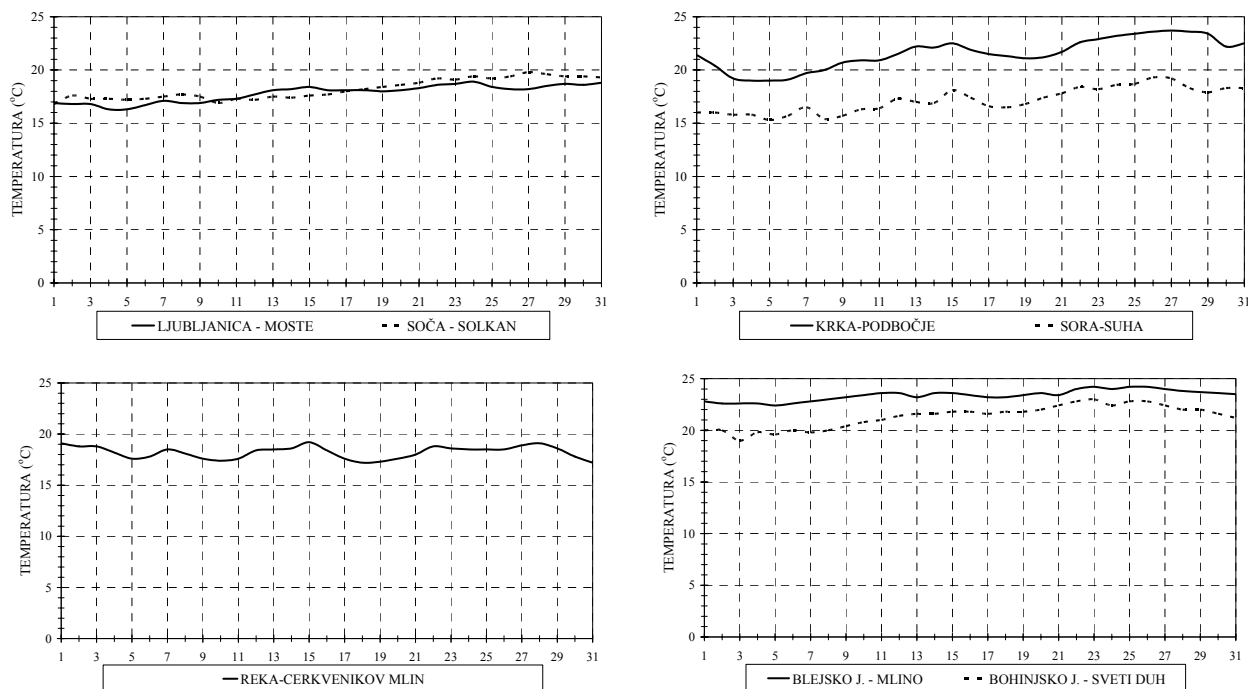 TEMPERATURA (°C)
25
20
15
10
5
0
1 3 5 7 9 11 13 15 17 19 21 23 25 27 29 31
LJUBLJANICA - MOSTE SOČA - SOLKAN
TEMPERATURA (°C)
25
20
15
10
5
0
1 3 5 7 9 11 13 15 17 19 21 23 25 27 29 31
KRKA-PODBOČJE SORA-SUHA
TEMPERATURA (°C)
25
20
15
10
5
0
1 3 5 7 9 11 13 15 17 19 21 23 25 27 29 31
REKA-CERKVENIKOV MLIN
TEMPERATURA (°C)
25
20
15
10
5
0
1 3 5 7 9 11 13 15 17 19 21 23 25 27 29 31
BLEJSKO J. - MLINO BOHINJSKO J. - SVETI DUH